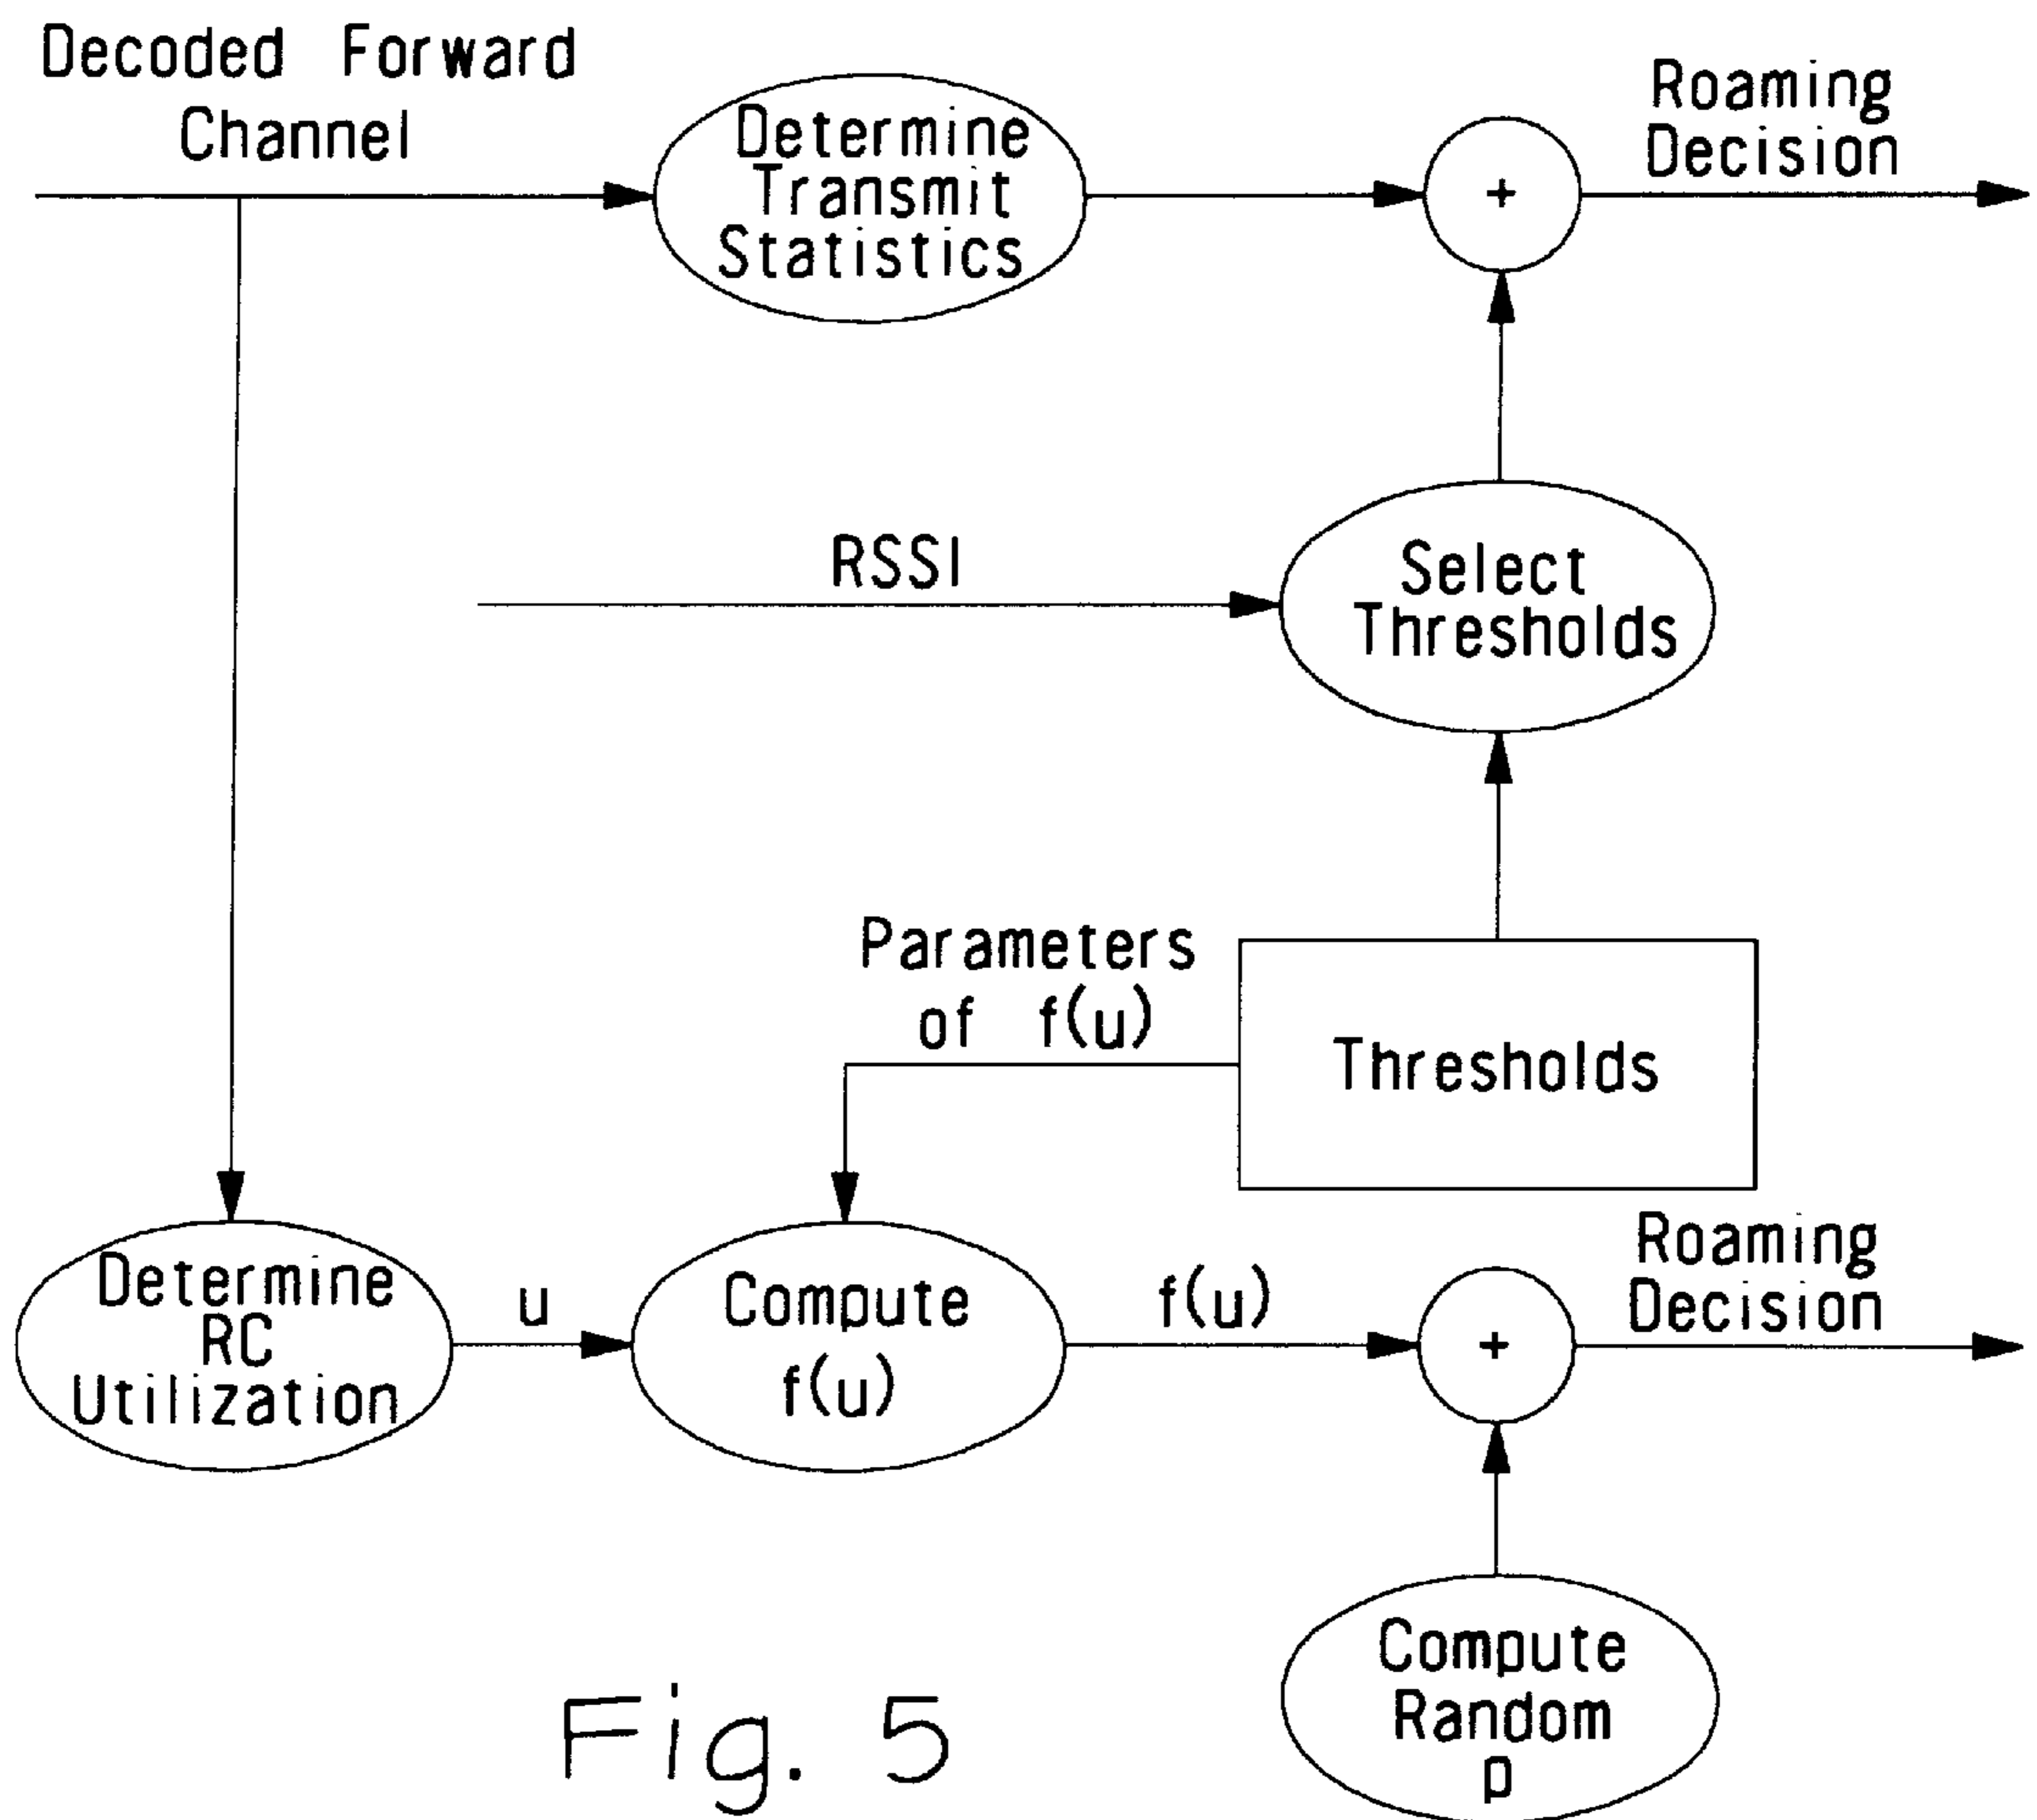 Decoded Forward
Channel
Determine
Transmit
Statistics
+
Roaming
Decision
RSSI
Select
Thresholds
Parameters
of f(u)
Thresholds
Determine
RC
Utilization
u
Compute
f(u)
f(u)
+
Roaming
Decision
Compute
Random
p
Fig. 5